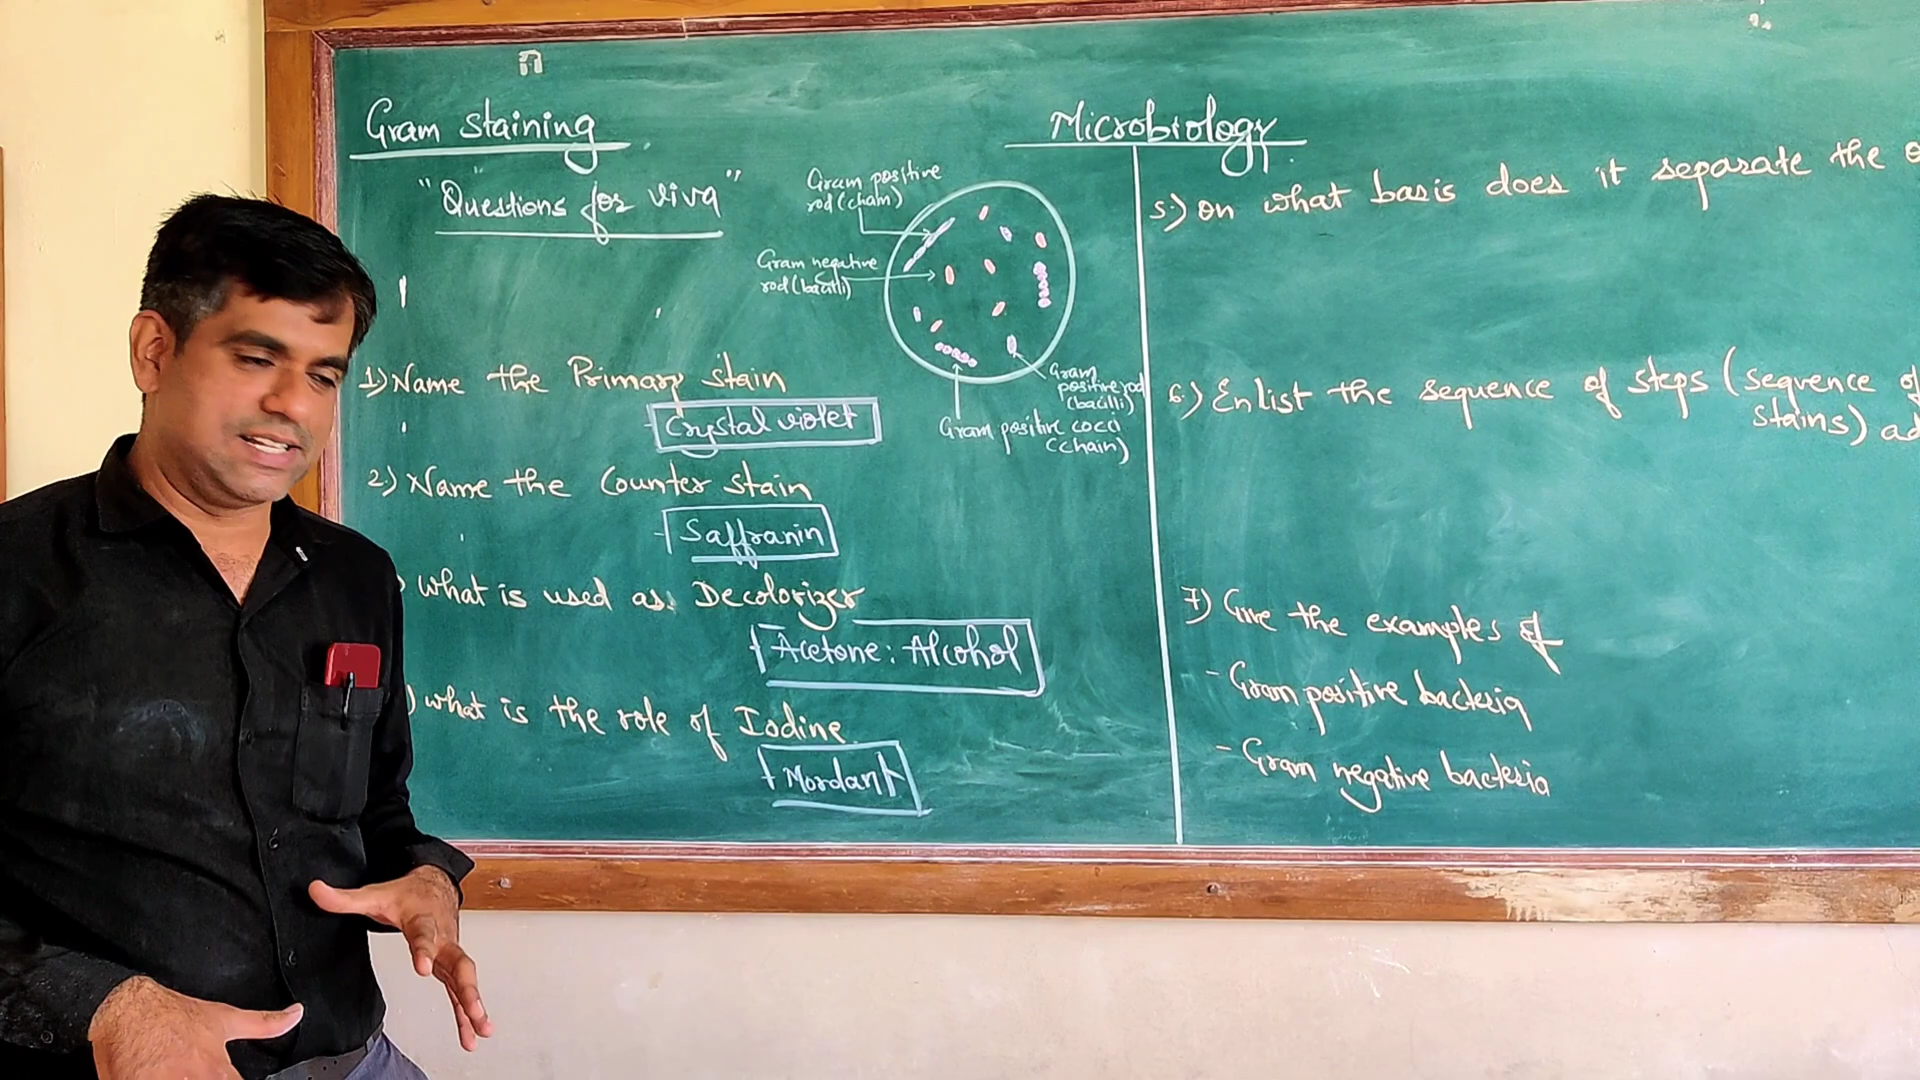 Gram staining
"Questions for viva"
1) Name the Primary stain
Crystal violet
2.) Name the Counter stain
Saffranin
) What is used as. Decolorizer
Acetone: Alcohol
) what is the role of Iodine
Mordant
Gram positive
rod (chain)
Gram negative
rod (bacilli)
Gram
positive rod
(bacilli)
Gram positive cocci
(chain)
Microbiology
5.) on what basis does it separate the
6.) Enlist the sequence of steps (sequence of
stains)
7) Give the examples of
- Gram positive bacteria
- Gram negative bacteria